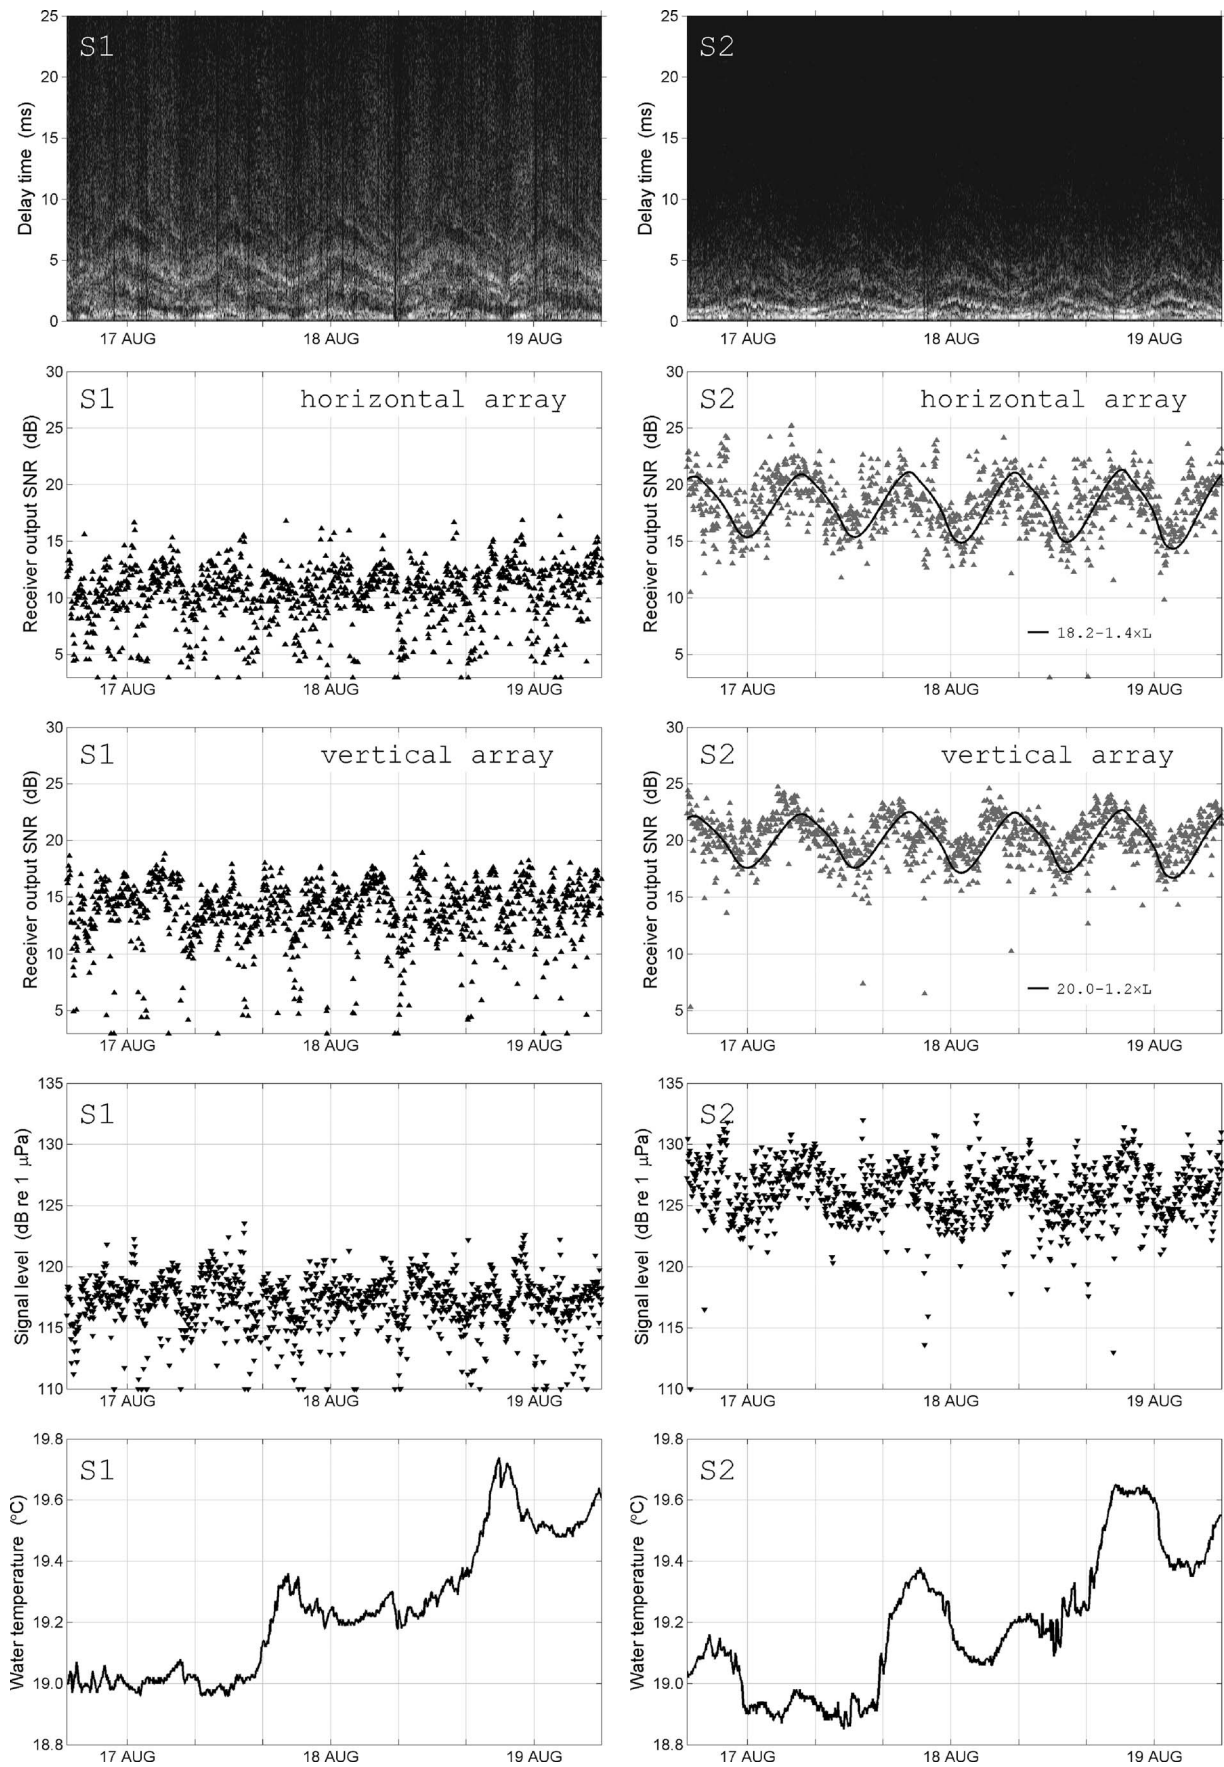 S1
25
20
15
10
5
0
Delay time (ms)
17 AUG 18 AUG 19 AUG
S2
25
20
15
10
5
0
Delay time (ms)
17 AUG 18 AUG 19 AUG
S1 horizontal array
30
25
20
15
10
5
Receiver output SNR (dB)
17 AUG 18 AUG 19 AUG
S2 horizontal array
30
25
20
15
10
5
Receiver output SNR (dB)
18.2-1.4×L
17 AUG 18 AUG 19 AUG
S1 vertical array
30
25
20
15
10
5
Receiver output SNR (dB)
17 AUG 18 AUG 19 AUG
S2 vertical array
30
25
20
15
10
5
Receiver output SNR (dB)
20.0-1.2×L
17 AUG 18 AUG 19 AUG
S1
135
130
125
120
115
110
Signal level (dB re 1 μPa)
17 AUG 18 AUG 19 AUG
S2
135
130
125
120
115
110
Signal level (dB re 1 μPa)
17 AUG 18 AUG 19 AUG
S1
19.8
19.6
19.4
19.2
19.0
18.8
Water temperature (°C)
17 AUG 18 AUG 19 AUG
S2
19.8
19.6
19.4
19.2
19.0
18.8
Water temperature (°C)
17 AUG 18 AUG 19 AUG